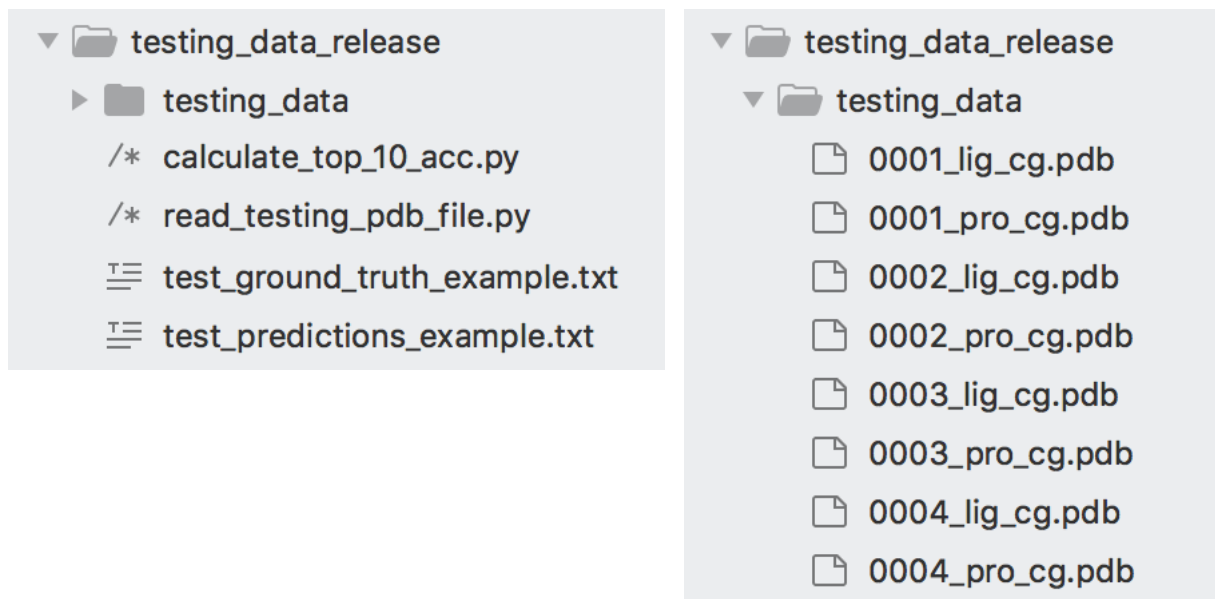 testing_data_release
testing_data
/* calculate_top_10_acc.py
/* read_testing_pdb_file.py
test_ground_truth_example.txt
test_predictions_example.txt
testing_data_release
testing_data
0001_lig_cg.pdb
0001_pro_cg.pdb
0002_lig_cg.pdb
0002_pro_cg.pdb
0003_lig_cg.pdb
0003_pro_cg.pdb
0004_lig_cg.pdb
0004_pro_cg.pdb